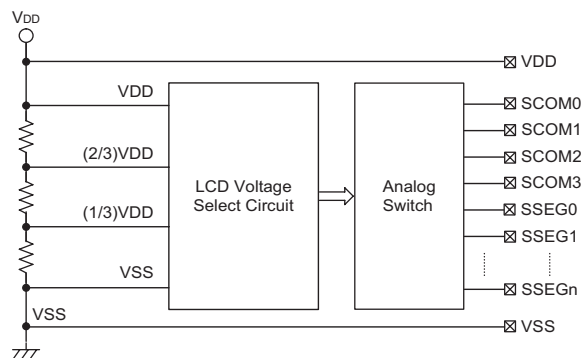 VDD
VDD
VDD
(2/3)VDD
(1/3)VDD
VSS
VSS
LCD Voltage
Select Circuit
Analog
Switch
SCOM0
SCOM1
SCOM2
SCOM3
SSEG0
SSEG1
SSEGn
VSS